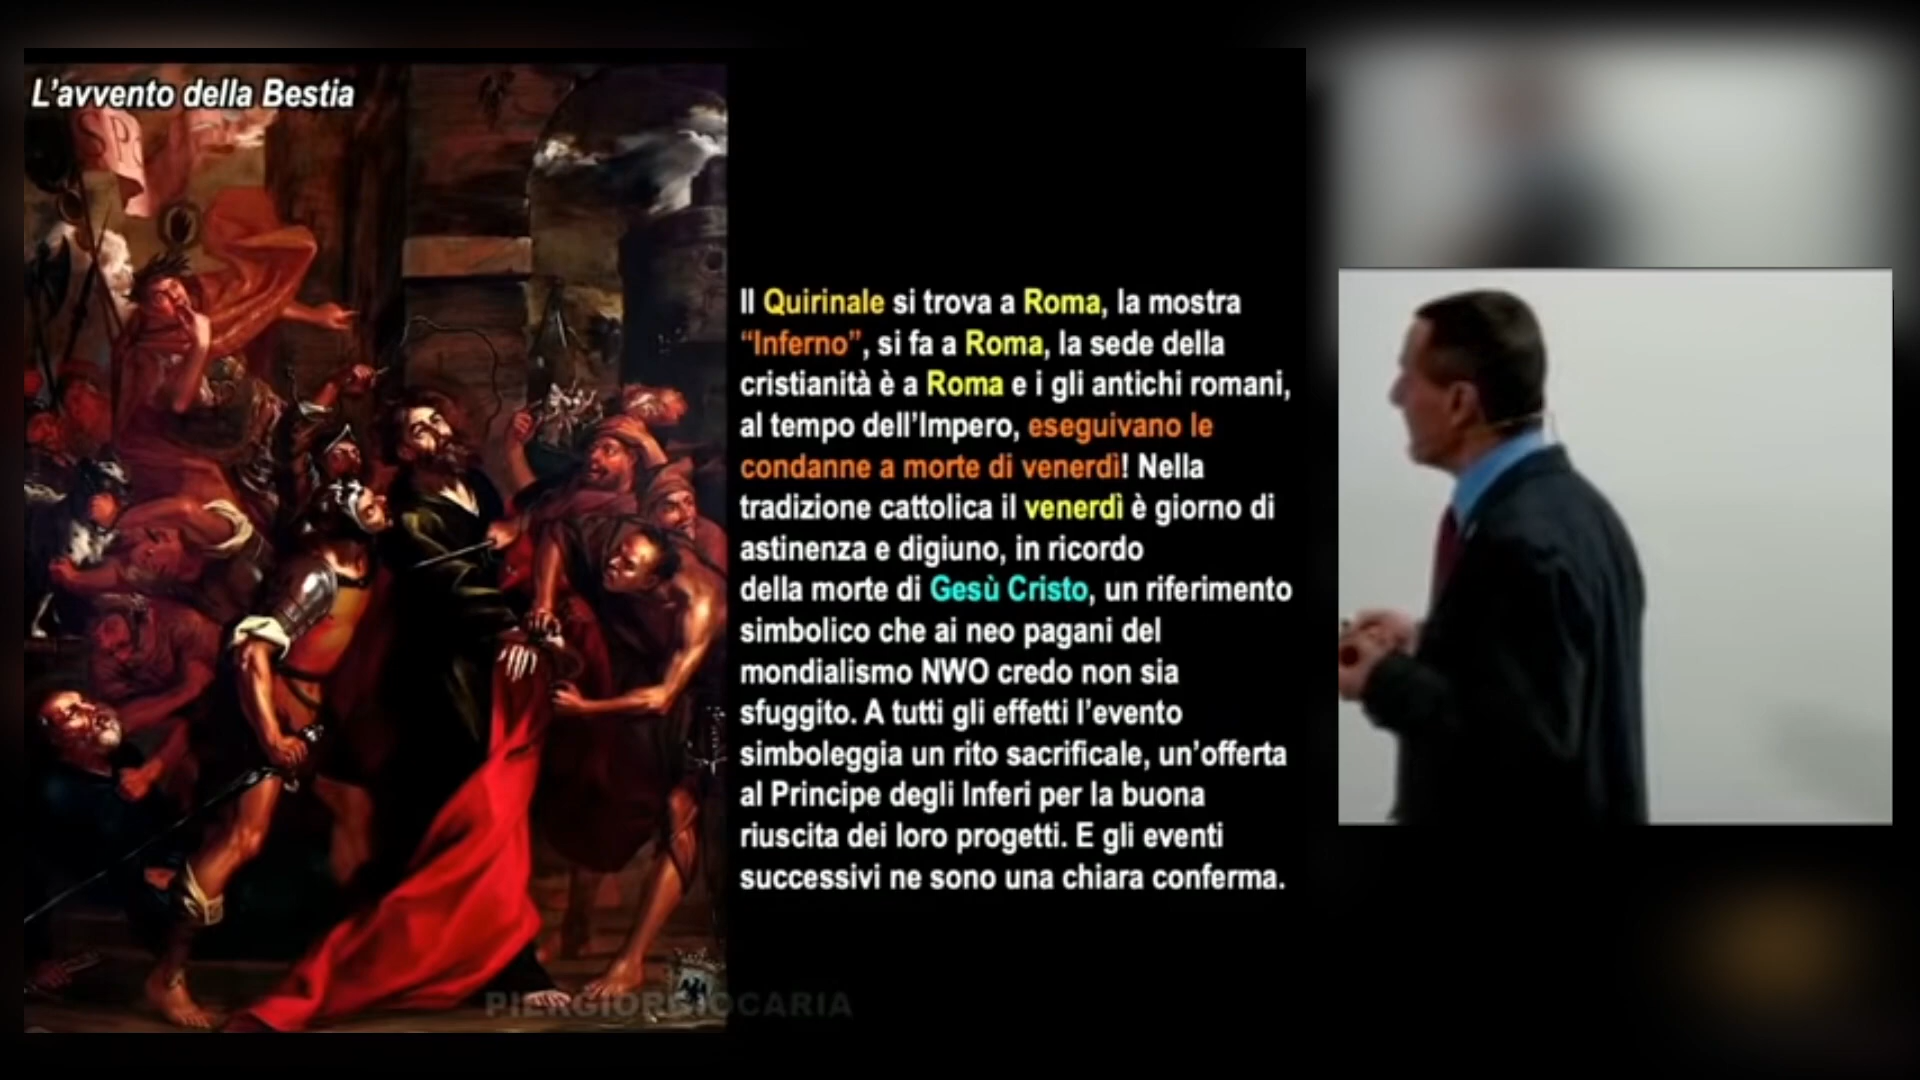 L'avvento della Bestia
SPQ
Il Quirinale si trova a Roma, la mostra
“Inferno”, si fa a Roma, la sede della
cristianità è a Roma e i gli antichi romani,
al tempo dell'Impero, eseguivano le
condanne a morte di venerdì! Nella
tradizione cattolica il venerdì è giorno di
astinenza e digiuno, in ricordo
della morte di Gesù Cristo, un riferimento
simbolico che ai neo pagani del
mondialismo NWO credo non sia
sfuggito. A tutti gli effetti l'evento
simboleggia un rito sacrificale, un'offerta
al Principe degli Inferi per la buona
riuscita dei loro progetti. E gli eventi
successivi ne sono una chiara conferma.
PIERGIORGIOCARIA